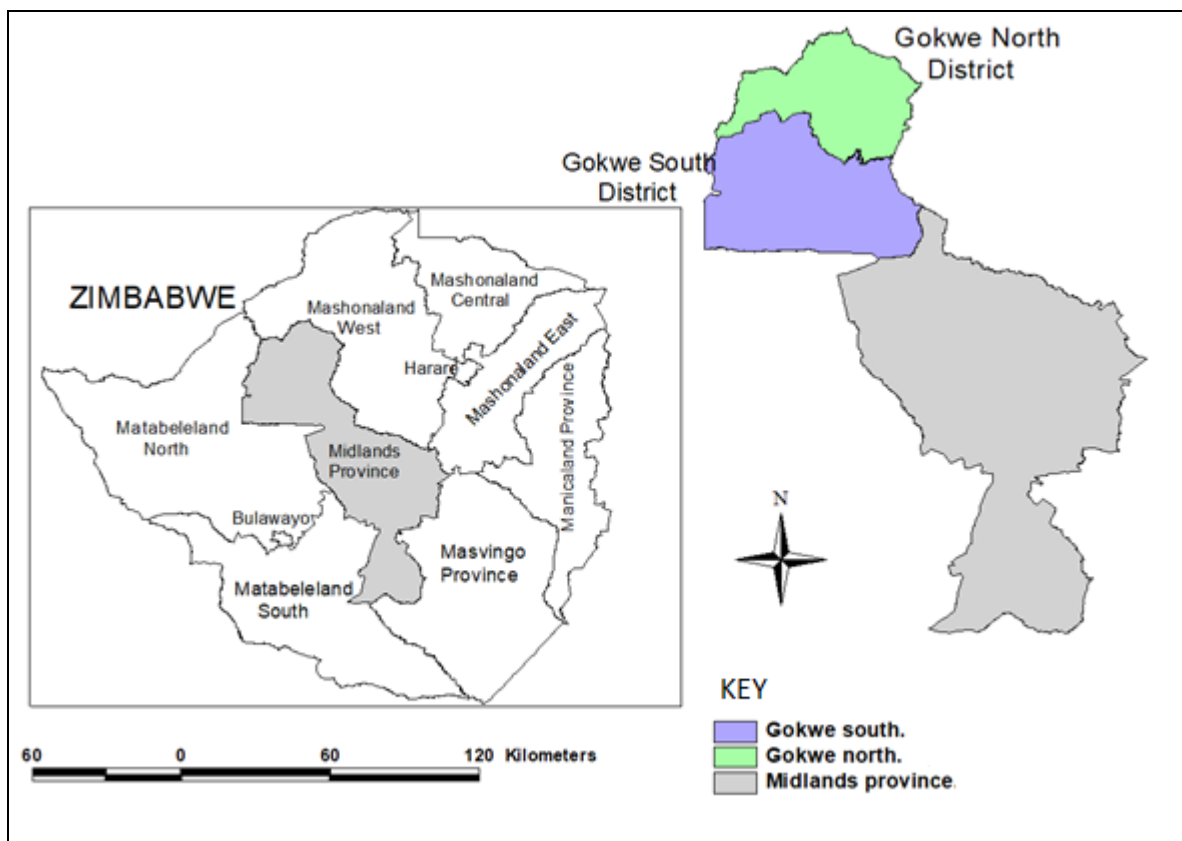 Gokwe North
District
Gokwe South
District
ZIMBABWE
Mashonaland
Central
Mashonaland
West
Harare
Mashonaland East
Manicaland Province
Matabeleland
North
Midlands
Province
Bulawayo
Masvingo
Province
Matabeleland
South
N
KEY
Gokwe south.
Gokwe north.
Midlands province.
60 0 60 120 Kilometers